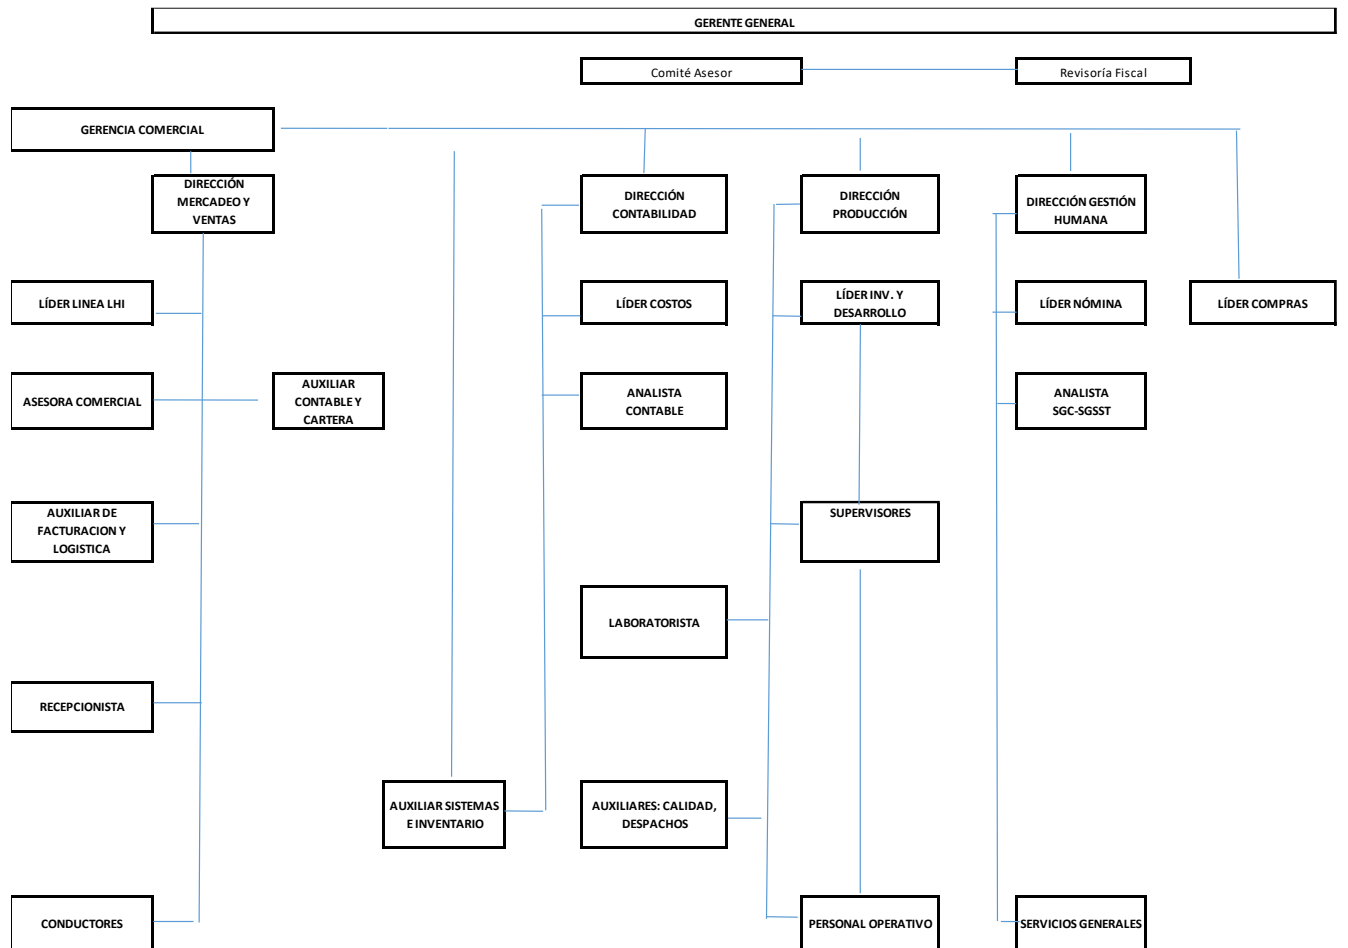 GERENTE GENERAL
Comité Asesor
Revisoría Fiscal
GERENCIA COMERCIAL
DIRECCIÓN
MERCADEO Y
VENTAS
DIRECCIÓN
CONTABILIDAD
DIRECCIÓN
PRODUCCIÓN
DIRECCIÓN GESTIÓN
HUMANA
LÍDER LINEA LHI
LÍDER COSTOS
LÍDER INV. Y
DESARROLLO
LÍDER NÓMINA
LÍDER COMPRAS
ASESORA COMERCIAL
AUXILIAR
CONTABLE Y
CARTERA
ANALISTA
CONTABLE
ANALISTA
SGC-SGSST
AUXILIAR DE
FACTURACION Y
LOGISTICA
SUPERVISORES
LABORATORISTA
RECEPCIONISTA
AUXILIAR SISTEMAS
E INVENTARIO
AUXILIARES: CALIDAD,
DESPACHOS
CONDUCTORES
PERSONAL OPERATIVO
SERVICIOS GENERALES